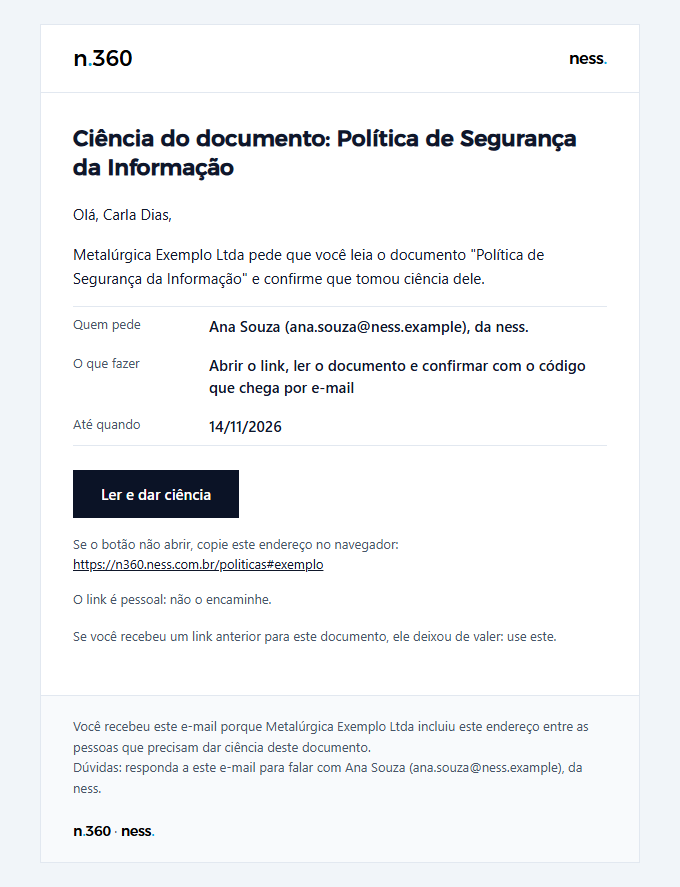 n.360
ness.
Ciência do documento: Política de Segurança
da Informação
Olá, Carla Dias,
Metalúrgica Exemplo Ltda pede que você leia o documento "Política de
Segurança da Informação" e confirme que tomou ciência dele.
Quem pede
Ana Souza (ana.souza@ness.example), da ness.
O que fazer
Abrir o link, ler o documento e confirmar com o código
que chega por e-mail
Até quando
14/11/2026
Ler e dar ciência
Se o botão não abrir, copie este endereço no navegador:
https://n360.ness.com.br/politicas#exemplo
O link é pessoal: não o encaminhe.
Se você recebeu um link anterior para este documento, ele deixou de valer: use este.
Você recebeu este e-mail porque Metalúrgica Exemplo Ltda incluiu este endereço entre as
pessoas que precisam dar ciência deste documento.
Dúvidas: responda a este e-mail para falar com Ana Souza (ana.souza@ness.example), da
ness.
n.360 · ness.